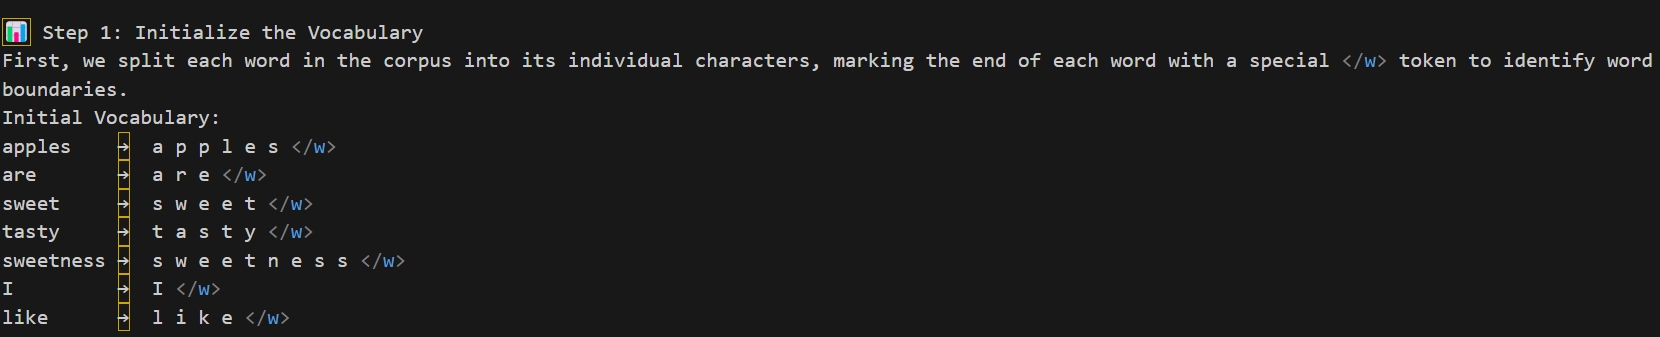 📊 Step 1: Initialize the Vocabulary
First, we split each word in the corpus into its individual characters, marking the end of each word with a special </w> token to identify word
boundaries.
Initial Vocabulary:
apples    →  a p p l e s </w>
are       →  a r e </w>
sweet     →  s w e e t </w>
tasty     →  t a s t y </w>
sweetness →  s w e e t n e s s </w>
I         →  I </w>
like      →  l i k e </w>